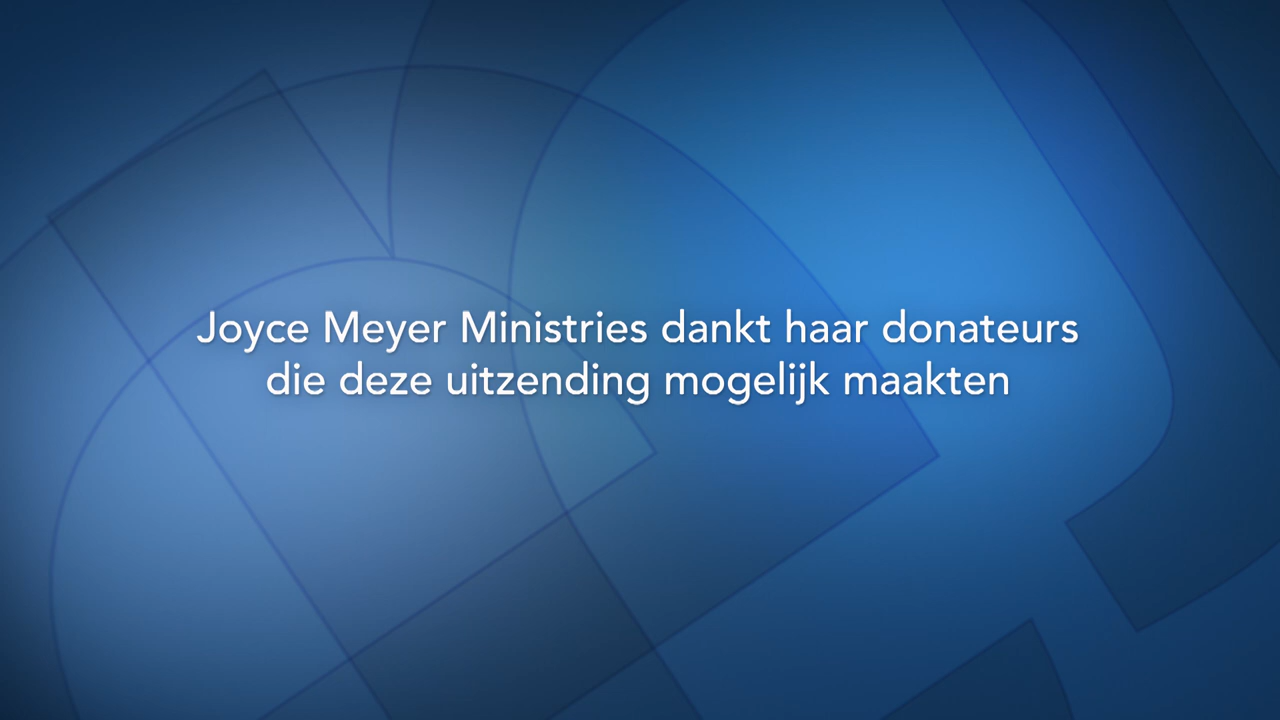 Joyce Meyer Ministries dankt haar donateurs
die deze uitzending mogelijk maakten